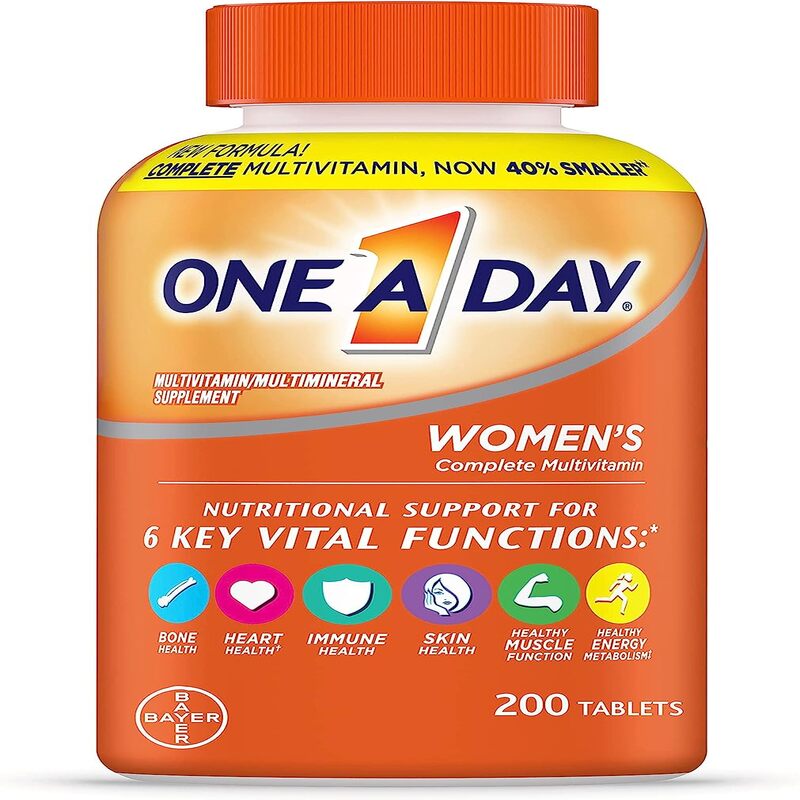 NEW FORMULA!
COMPLETE MULTIVITAMIN, NOW 40% SMALLER‡‡
ONE A DAY®
1
MULTIVITAMIN/MULTIMINERAL
SUPPLEMENT
WOMEN'S
Complete Multivitamin
NUTRITIONAL SUPPORT FOR
6 KEY VITAL FUNCTIONS:*
BONE
HEALTH
HEART
HEALTH†
IMMUNE
HEALTH
SKIN
HEALTH
HEALTHY
MUSCLE
FUNCTION
HEALTHY
ENERGY
METABOLISM‡
BAYER
BAYER
200 TABLETS